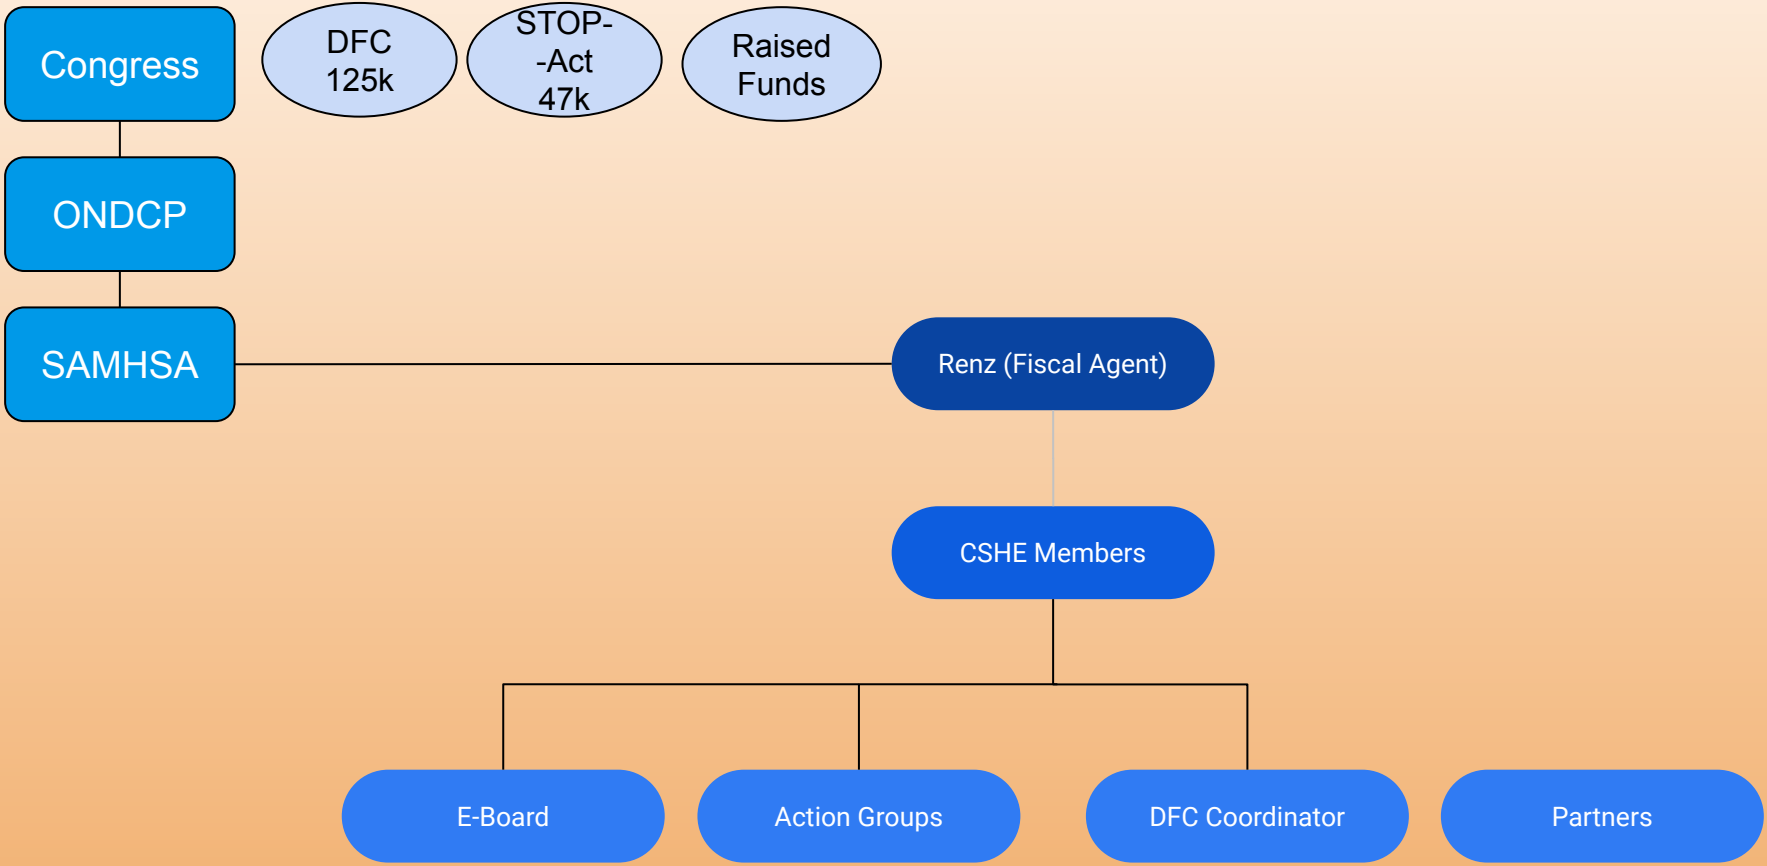 Congress
DFC
125k
STOP-
-Act
47k
Raised
Funds
ONDCP
SAMHSA
Renz (Fiscal Agent)
CSHE Members
E-Board
Action Groups
DFC Coordinator
Partners